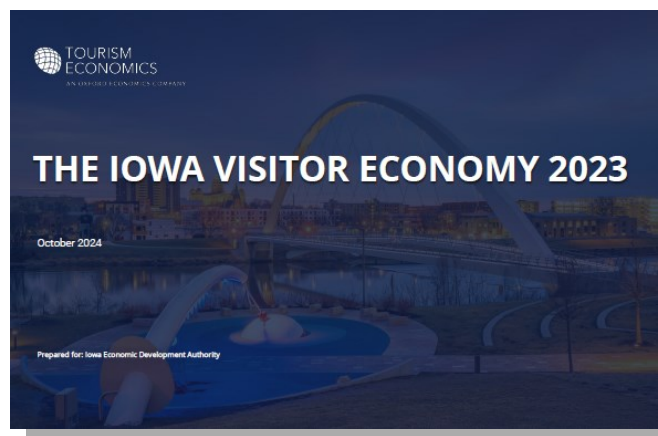 TOURISM
ECONOMICS
AN OXFORD ECONOMICS COMPANY
THE IOWA VISITOR ECONOMY 2023
October 2024
Prepared for: Iowa Economic Development Authority